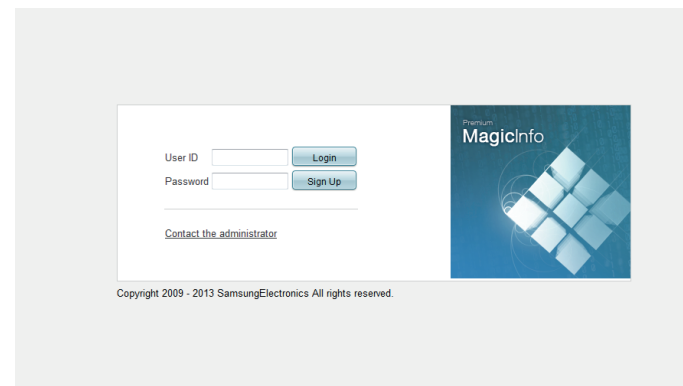 Premium
MagicInfo
User ID
Login
Password
Sign Up
Contact the administrator
Copyright 2009 - 2013 SamsungElectronics All rights reserved.